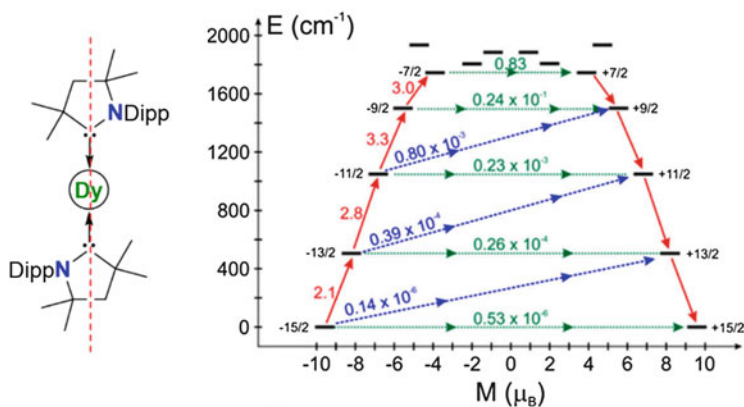 NDipp
Dy
DippN
E (cm⁻¹)
2000
1600
1200
800
400
0
-7/2
0.83
+7/2
3.0
-9/2
0.24 x 10⁻¹
+9/2
3.3
0.80 x 10⁻³
-11/2
0.23 x 10⁻³
+11/2
2.8
0.39 x 10⁻⁴
-13/2
0.26 x 10⁻⁴
+13/2
2.1
0.14 x 10⁻⁶
-15/2
0.53 x 10⁻⁶
+15/2
-10 -8 -6 -4 -2 0 2 4 6 8 10
M (μB)